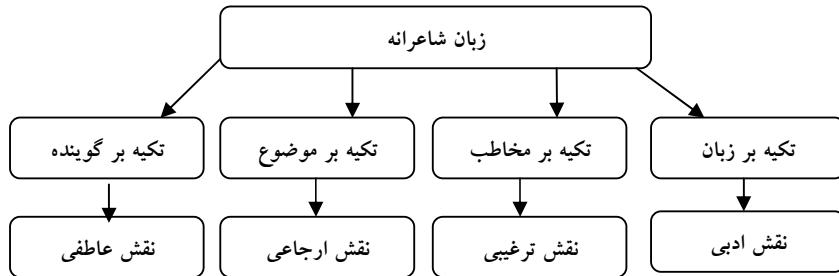 زبان شاعرانه
تکیه بر زبان
تکیه بر مخاطب
تکیه بر موضوع
تکیه بر گوینده
نقش ادبی
نقش ترغیبی
نقش ارجاعی
نقش عاطفی